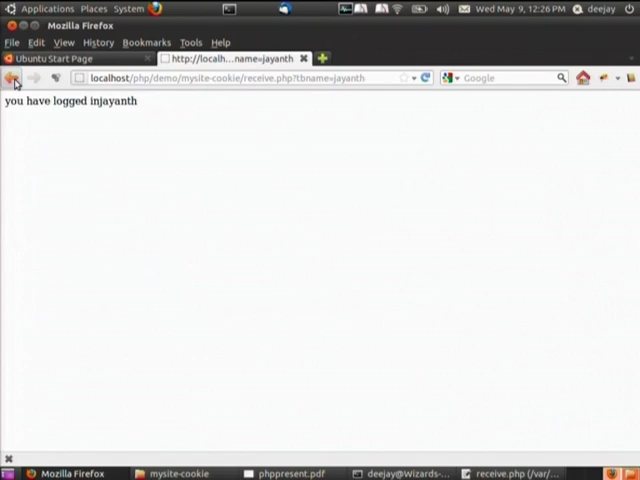 Applications Places System Wed May 9, 12:26 PM deejay
Mozilla Firefox
File Edit View History Bookmarks Tools Help
Ubuntu Start Page http://localh...name=jayanth
localhost/php/demo/mysite-cookie/receive.php?tbname=jayanth Google
you have logged injayanth
Mozilla Firefox mysite-cookie phppresent.pdf deejay@Wizards-... receive.php (/var/...